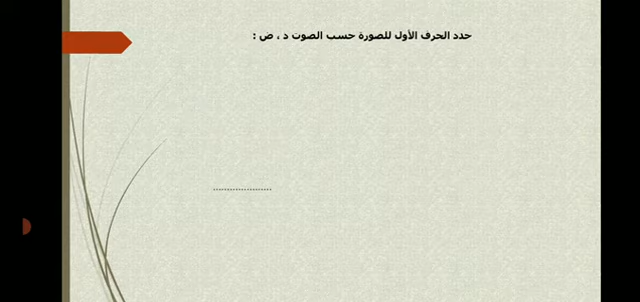 حدد الحرف الأول للصورة حسب الصوت د ، ض :
.....................